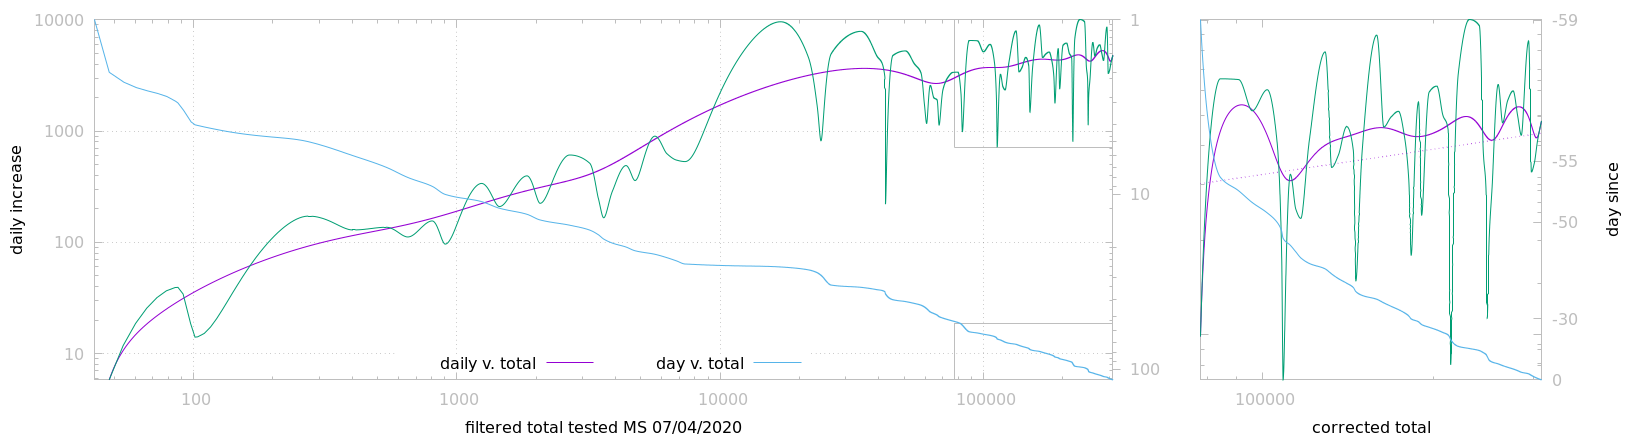 10000
1000
100
10
daily increase
100
1000
10000
100000
filtered total tested MS 07/04/2020
daily v. total
day v. total
1
10
100
100000
corrected total
-59
-55
-50
-30
0
day since